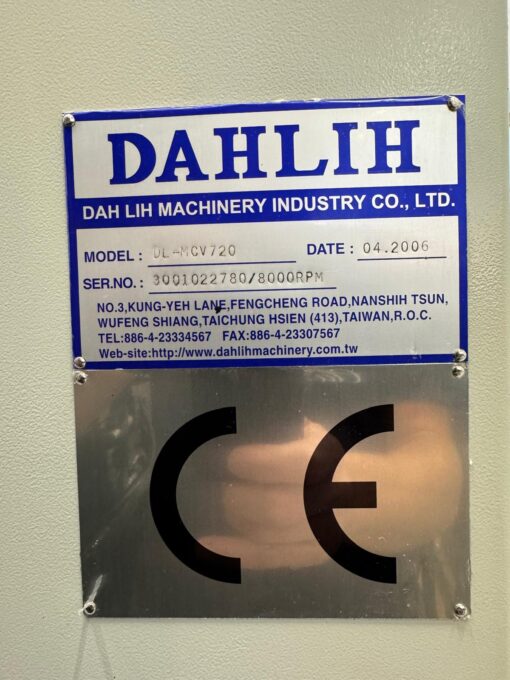 DAHLIH
DAH LIH MACHINERY INDUSTRY CO., LTD.
MODEL : DL-MCV720 DATE : 04.2006
SER.NO.: 3001022780/8000RPM
NO.3,KUNG-YEH LANE,FENGCHENG ROAD,NANSHIH TSUN,
WUFENG SHIANG,TAICHUNG HSIEN (413),TAIWAN,R.O.C.
TEL:886-4-23334567 FAX:886-4-23307567
Web-site:http://www.dahlihmachinery.com.tw
CE